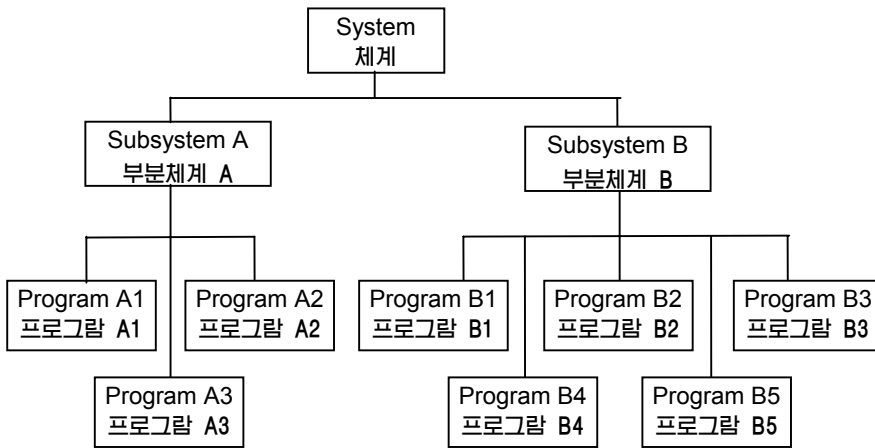 System
체계
Subsystem A
부분체계 A
Subsystem B
부분체계 B
Program A1
프로그람 A1
Program A2
프로그람 A2
Program B1
프로그람 B1
Program B2
프로그람 B2
Program B3
프로그람 B3
Program A3
프로그람 A3
Program B4
프로그람 B4
Program B5
프로그람 B5